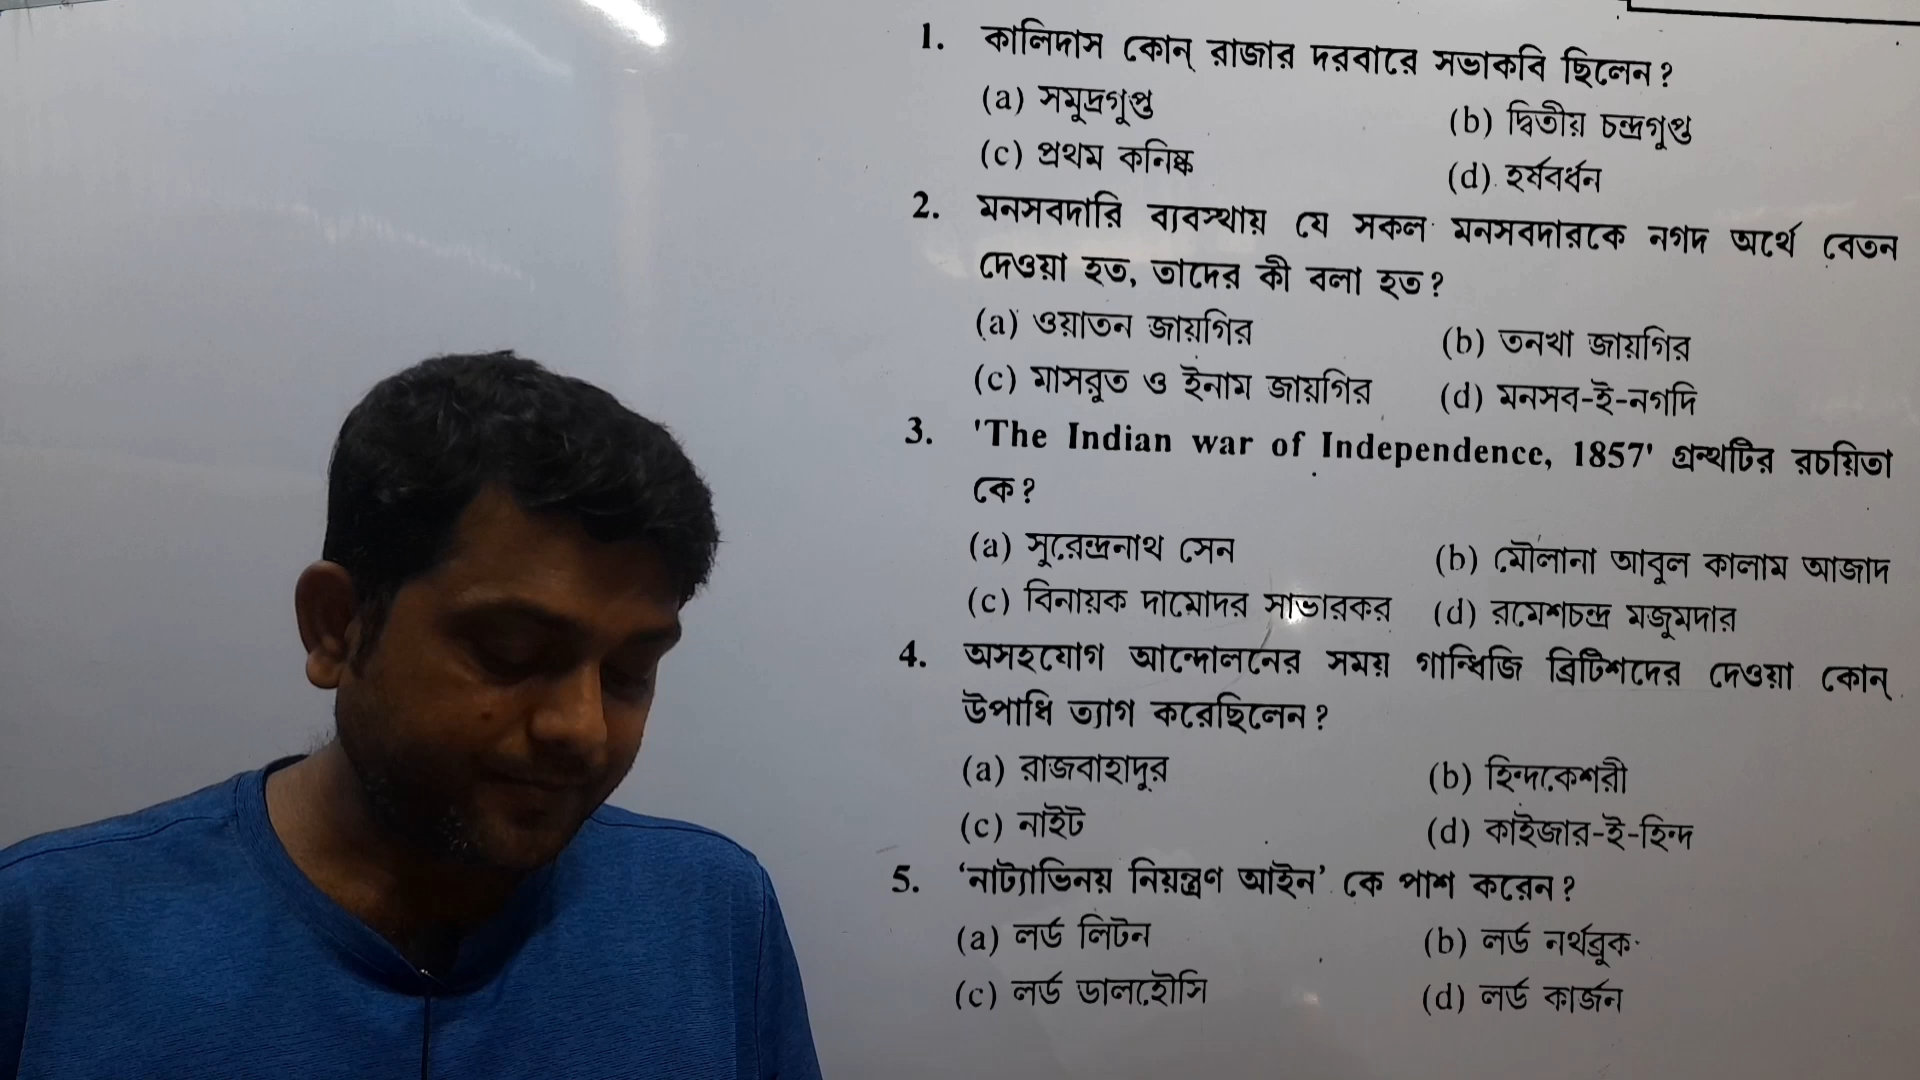 1. কালিদাস কোন্ রাজার দরবারে সভাকবি ছিলেন?
(a) সমুদ্রগুপ্ত (b) দ্বিতীয় চন্দ্রগুপ্ত
(c) প্রথম কনিষ্ক (d) হর্ষবর্ধন
2. মনসবদারি ব্যবস্থায় যে সকল মনসবদারকে নগদ অর্থে বেতন
দেওয়া হত, তাদের কী বলা হত?
(a) ওয়াতন জায়গির (b) তনখা জায়গির
(c) মাসরুত ও ইনাম জায়গির (d) মনসব-ই-নগদি
3. 'The Indian war of Independence, 1857' গ্রন্থটির রচয়িতা
কে?
(a) সুরেন্দ্রনাথ সেন (b) মৌলানা আবুল কালাম আজাদ
(c) বিনায়ক দামোদর সাভারকর (d) রমেশচন্দ্র মজুমদার
4. অসহযোগ আন্দোলনের সময় গান্ধিজি ব্রিটিশদের দেওয়া কোন্
উপাধি ত্যাগ করেছিলেন?
(a) রাজবাহাদুর (b) হিন্দকেশরী
(c) নাইট (d) কাইজার-ই-হিন্দ
5. ‘নাট্যাভিনয় নিয়ন্ত্রণ আইন’ কে পাশ করেন?
(a) লর্ড লিটন (b) লর্ড নর্থব্রুক
(c) লর্ড ডালহৌসি (d) লর্ড কার্জন